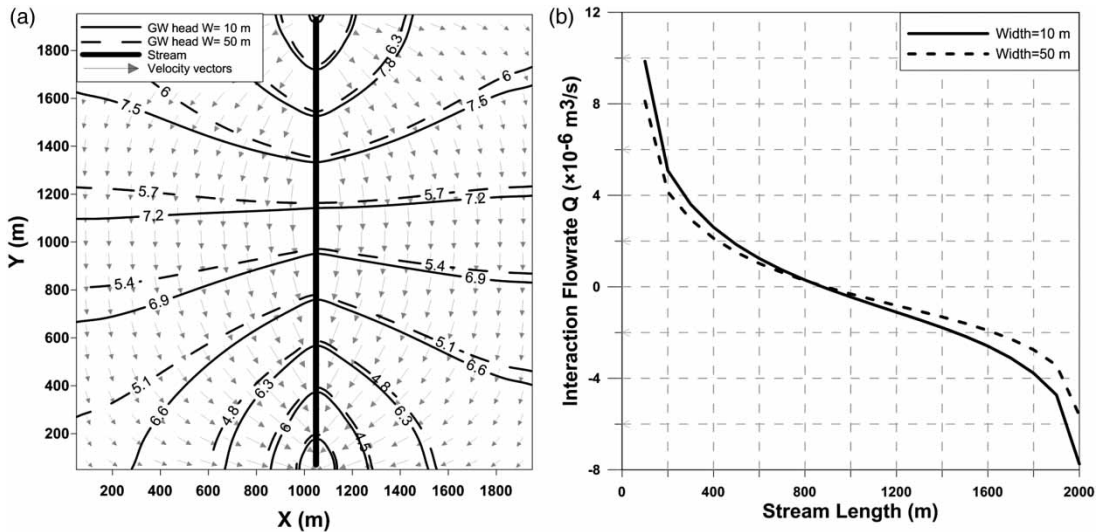 (a)
GW head W= 10 m
GW head W= 50 m
Stream
Velocity vectors
1800
1600
1400
1200
1000
800
600
400
200
Y (m)
200 400 600 800 1000 1200 1400 1600 1800
X (m)
6.3
7.8
6
6
7.5
7.5
5.7
5.7
7.2
7.2
5.4
5.4
6.9
6.9
5.1
5.1
6.6
6.6
4.8
4.8
6.3
6.3
6
4.5
(b)
Width=10 m
Width=50 m
12
8
4
0
-4
-8
Interaction Flowrate Q (×10-6 m3/s)
0 400 800 1200 1600 2000
Stream Length (m)